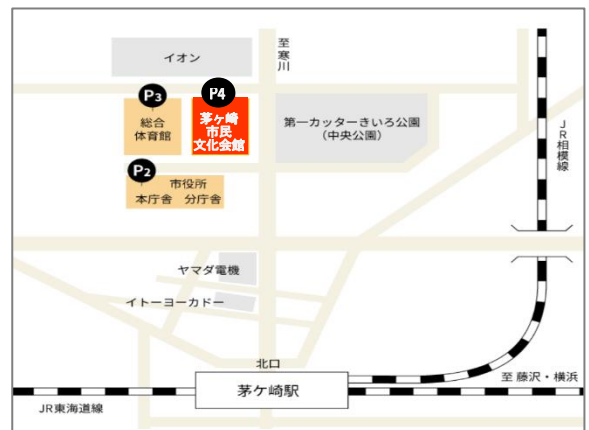 イオン
至
寒
川
P3
P4
総合
体育館
茅ヶ崎
市民
文化会館
第一カッターきいろ公園
（中央公園）
JR相模線
P2
市役所
本庁舎 分庁舎
ヤマダ電機
イトーヨーカドー
北口
茅ケ崎駅
至 藤沢・横浜
JR東海道線